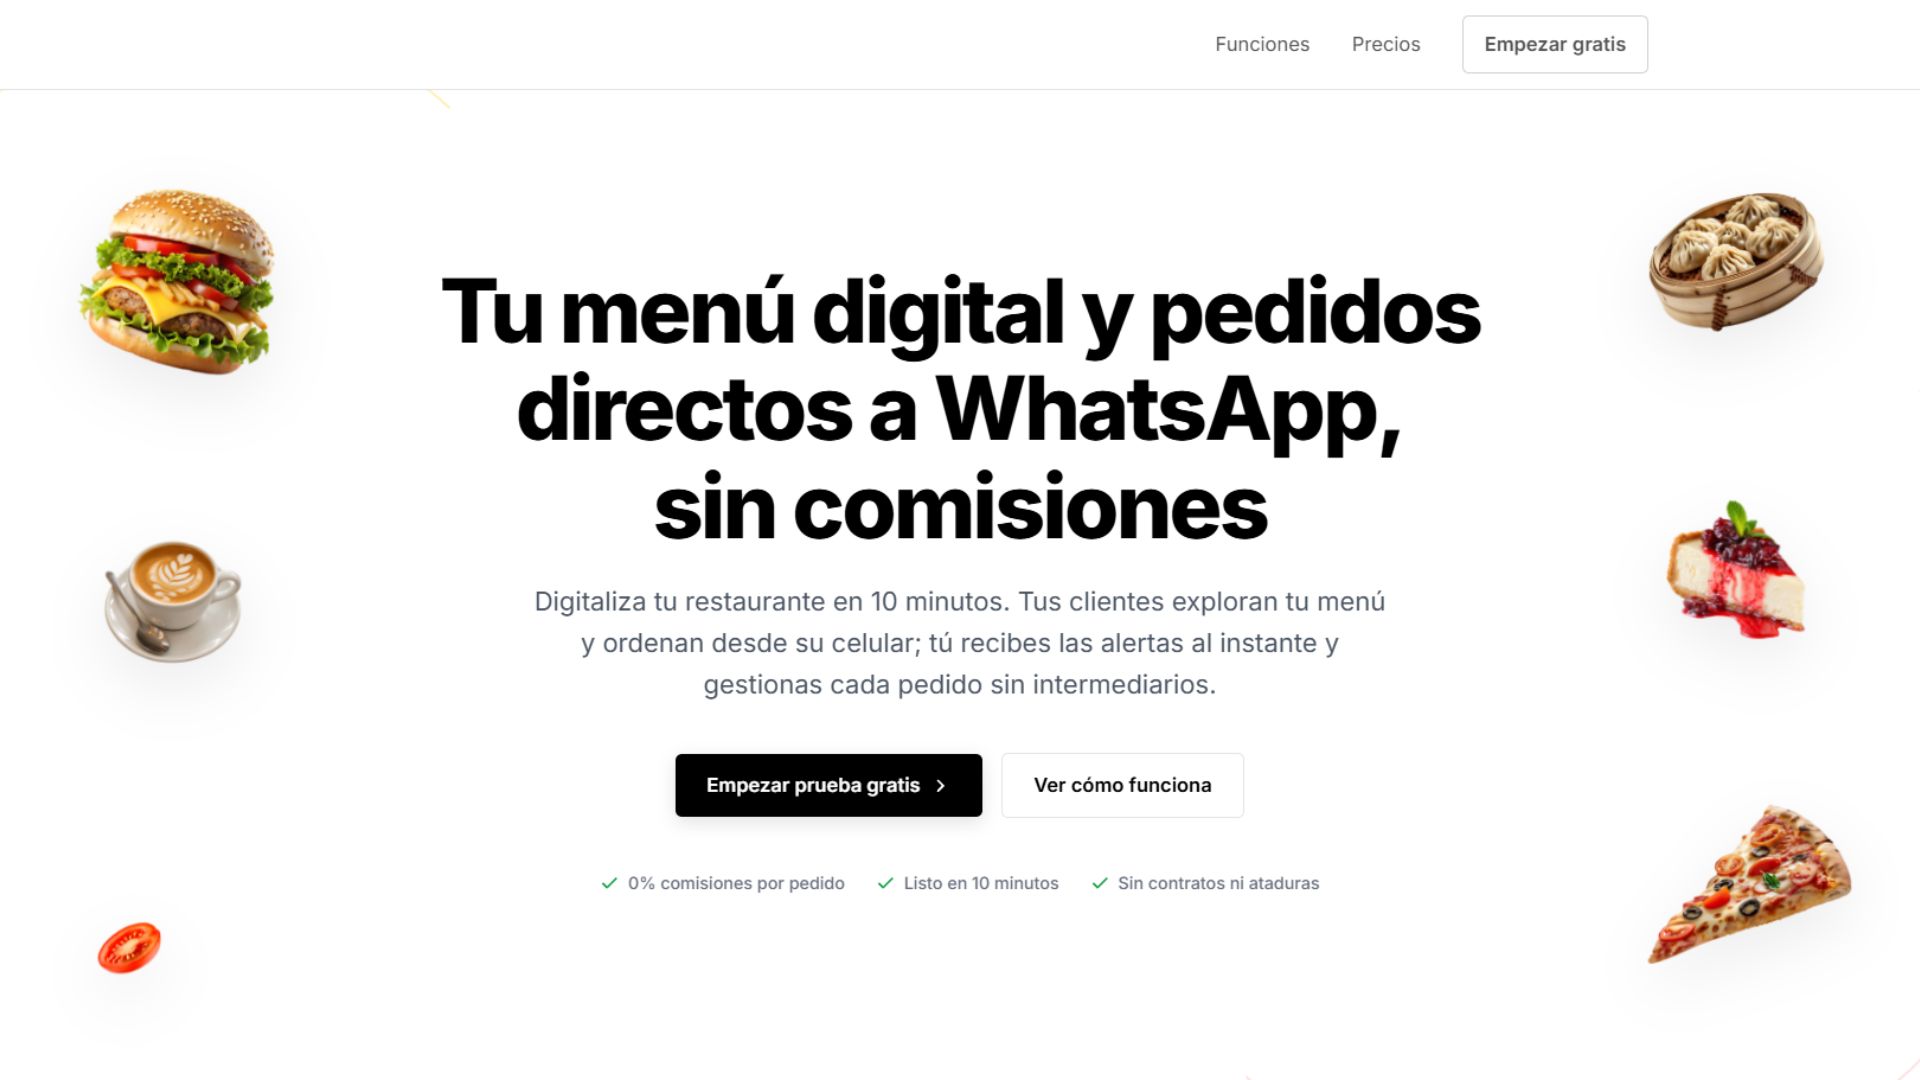 Funciones
Precios
Empezar gratis
Tu menú digital y pedidos
directos a WhatsApp,
sin comisiones
Digitaliza tu restaurante en 10 minutos. Tus clientes exploran tu menú
y ordenan desde su celular; tú recibes las alertas al instante y
gestionas cada pedido sin intermediarios.
Empezar prueba gratis
Ver cómo funciona
0% comisiones por pedido
Listo en 10 minutos
Sin contratos ni ataduras